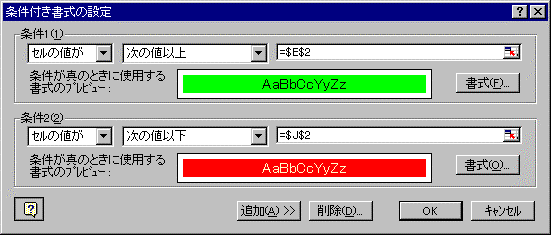 条件付き書式の設定
条件1(1)
セルの値が 次の値以上 =$E$2
条件が真のときに使用する
書式のプレビュー:
AaBbCcYyZz
書式(F)...
条件2(2)
セルの値が 次の値以下 =$J$2
条件が真のときに使用する
書式のプレビュー:
AaBbCcYyZz
書式(O)...
追加(A) >> 削除(D)... OK キャンセル